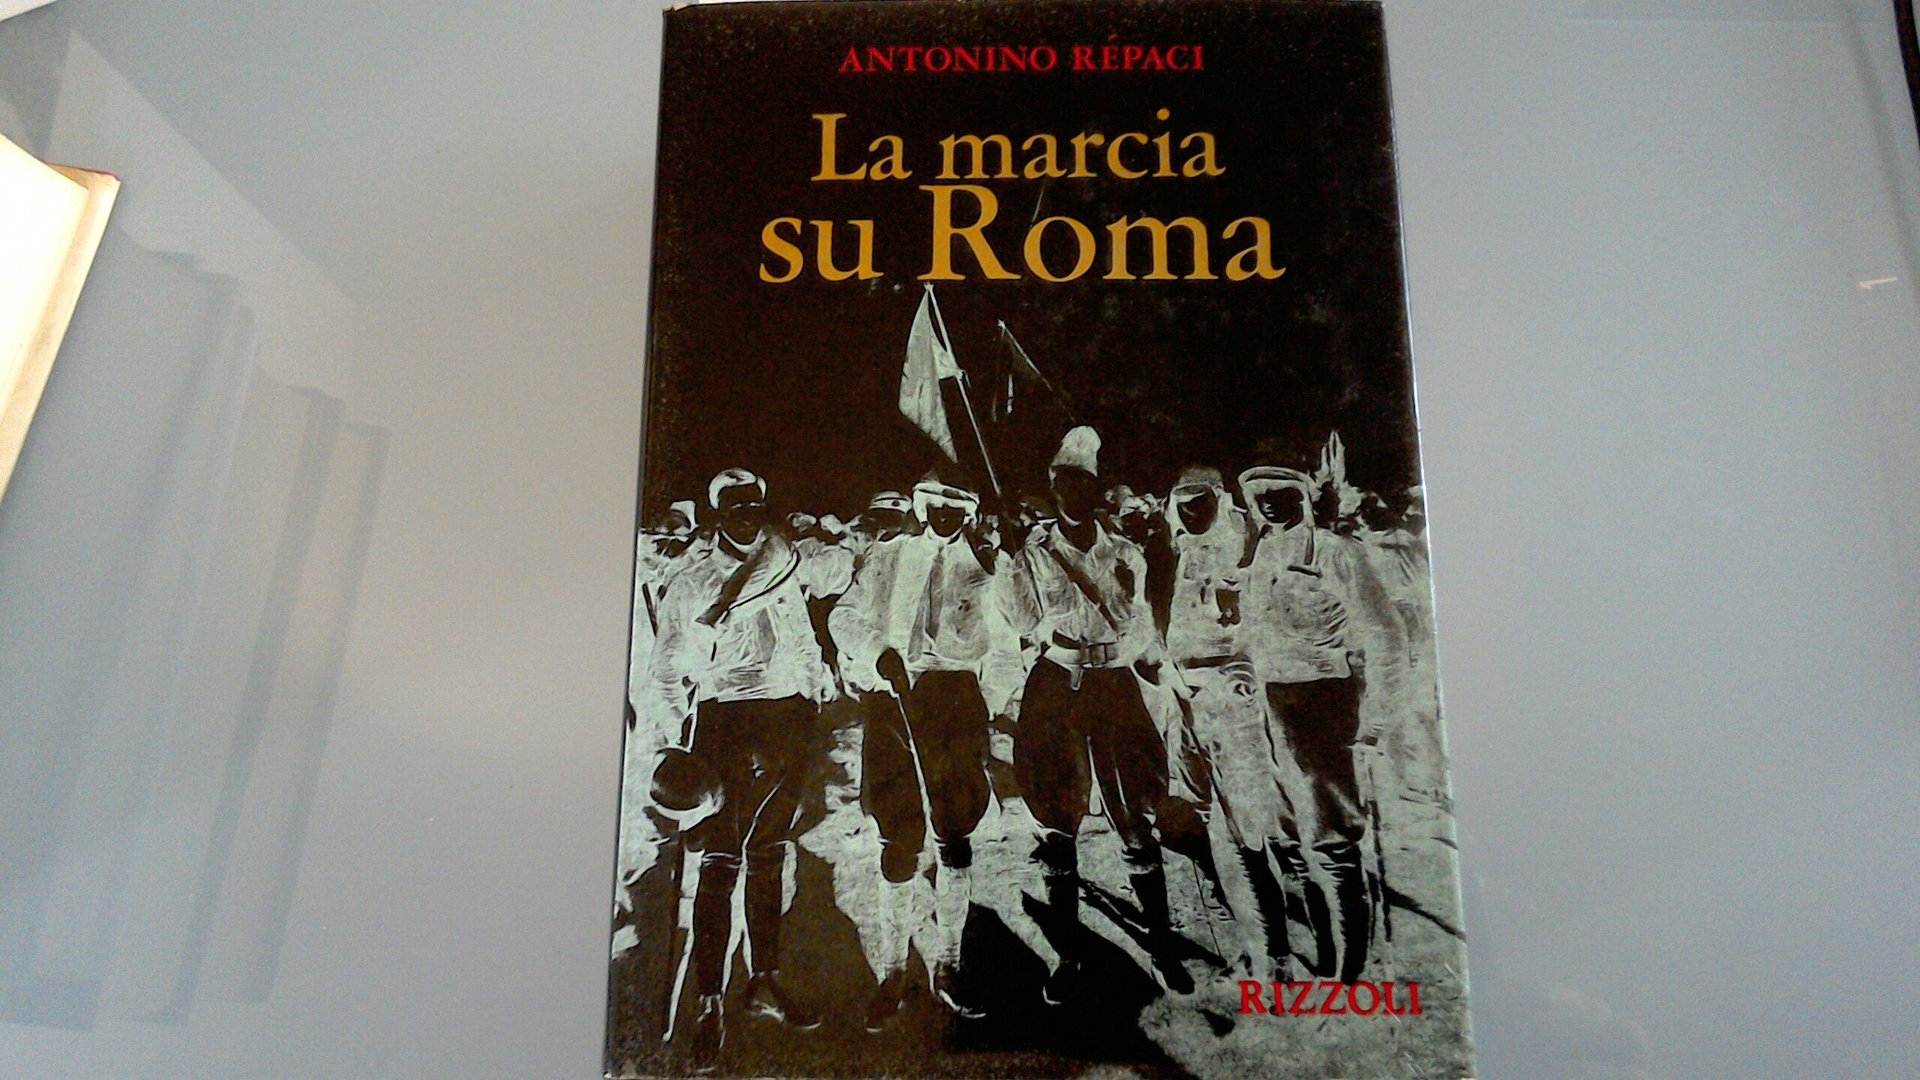 ANTONINO RÉPACI
La marcia
su Roma
RIZZOLI